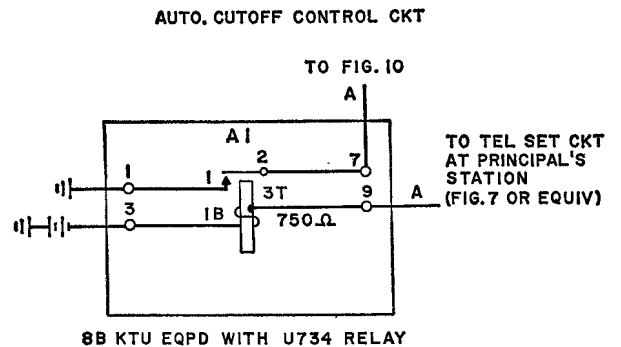 AUTO. CUTOFF CONTROL CKT
TO FIG. 10
A
A1
1
1
2
7
TO TEL SET CKT
AT PRINCIPAL'S
STATION
(FIG. 7 OR EQUIV)
3T
9
A
3
1B
750Ω
8B KTU EQPD WITH U734 RELAY